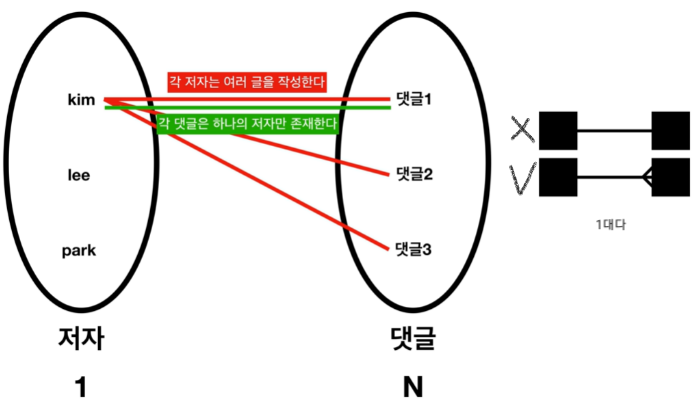 각 저자는 여러 글을 작성한다
kim
댓글1
각 댓글은 하나의 저자만 존재한다
lee
댓글2
park
댓글3
1대다
저자
댓글
1
N